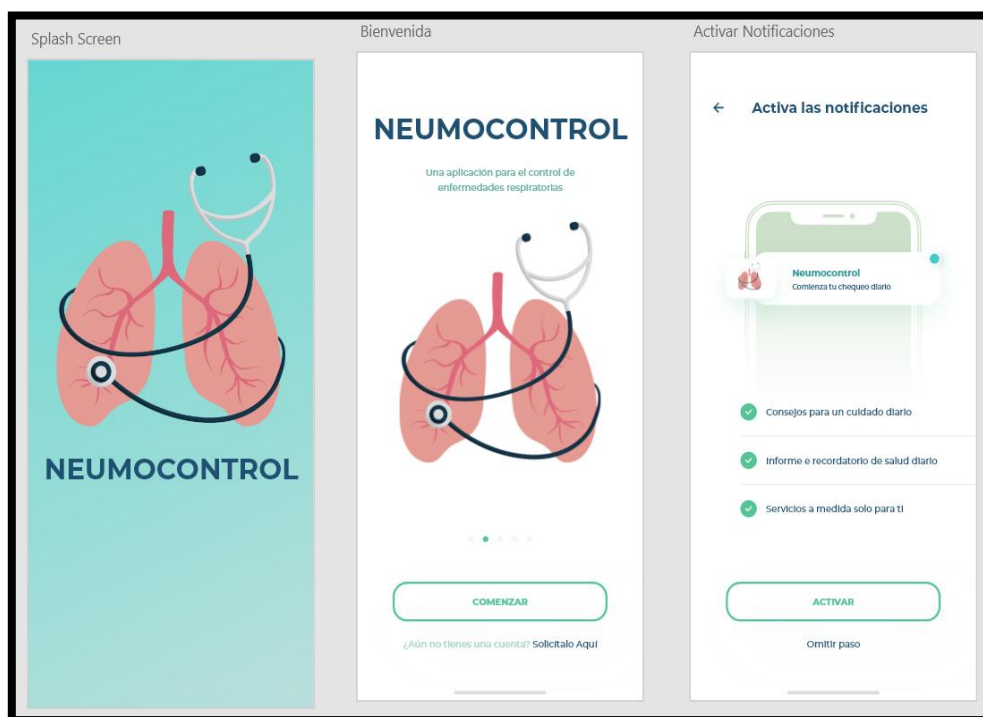 Splash Screen
NEUMOCONTROL
Bienvenida
NEUMOCONTROL
Una aplicación para el control de
enfermedades respiratorias
COMENZAR
¿Aún no tienes una cuenta? Solicítalo Aquí
Activar Notificaciones
Activa las notificaciones
Neumocontrol
Comienza tu chequeo diario
Consejos para un cuidado diario
Informe e recordatorio de salud diario
Servicios a medida solo para ti
ACTIVAR
Omitir paso